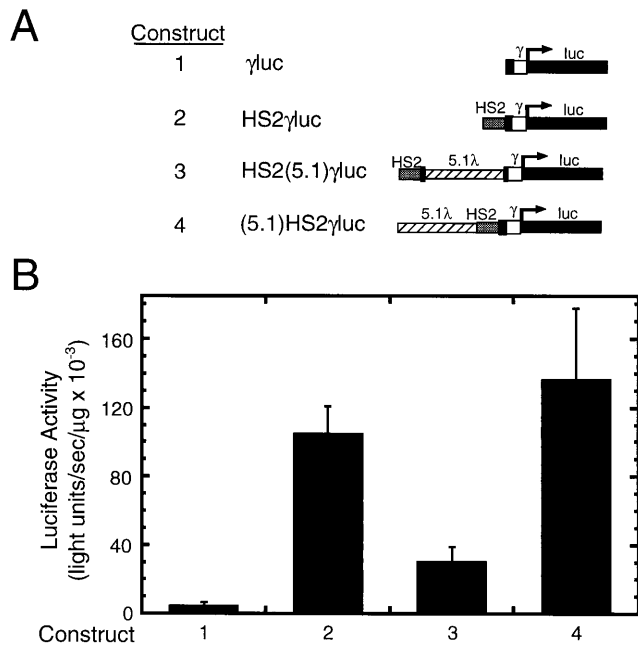 A
Construct
1 γluc
γ luc
2 HS2γluc
HS2 γ luc
3 HS2(5.1)γluc
HS2 5.1λ γ luc
4 (5.1)HS2γluc
5.1λ HS2 γ luc
B
Luciferase Activity
(light units/sec/μg x 10⁻³)
160
120
80
40
0
Construct 1 2 3 4